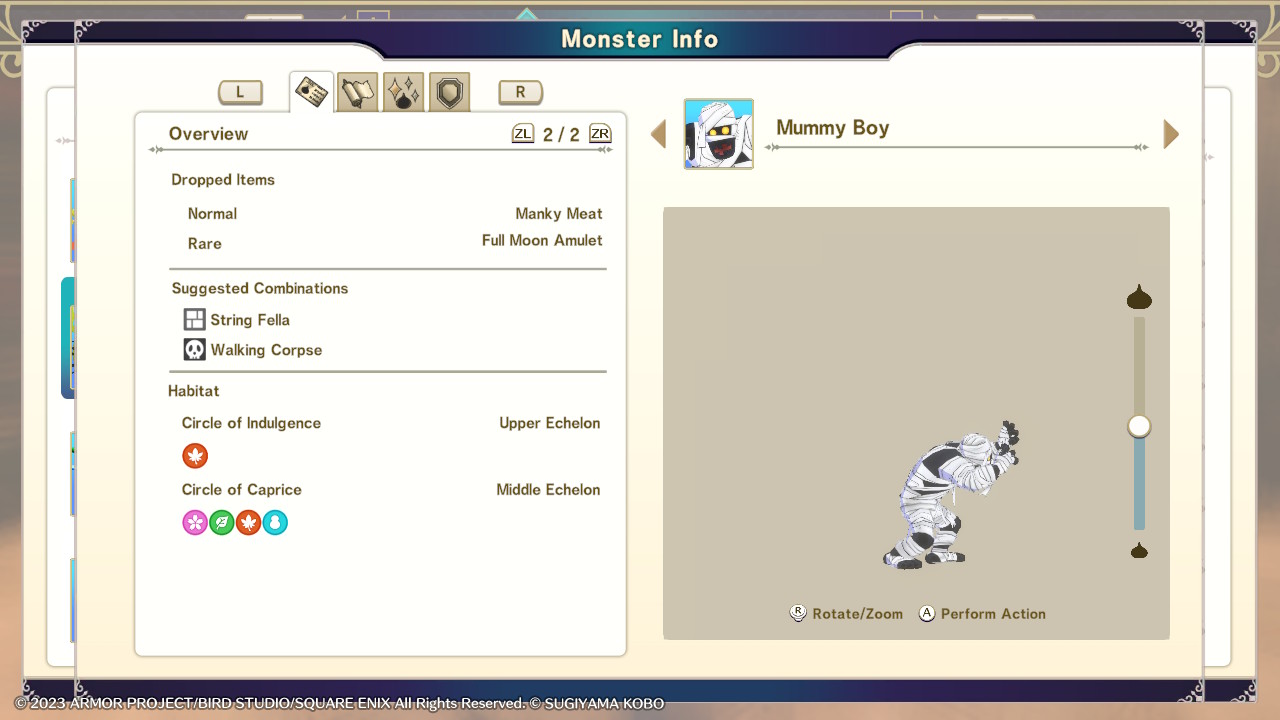 Monster Info
L
R
Overview
ZL 2 / 2 ZR
Mummy Boy
Dropped Items
Normal Manky Meat
Rare Full Moon Amulet
Suggested Combinations
String Fella
Walking Corpse
Habitat
Circle of Indulgence Upper Echelon
Circle of Caprice Middle Echelon
R Rotate/Zoom A Perform Action
© 2023 ARMOR PROJECT/BIRD STUDIO/SQUARE ENIX All Rights Reserved. © SUGIYAMA KOBO